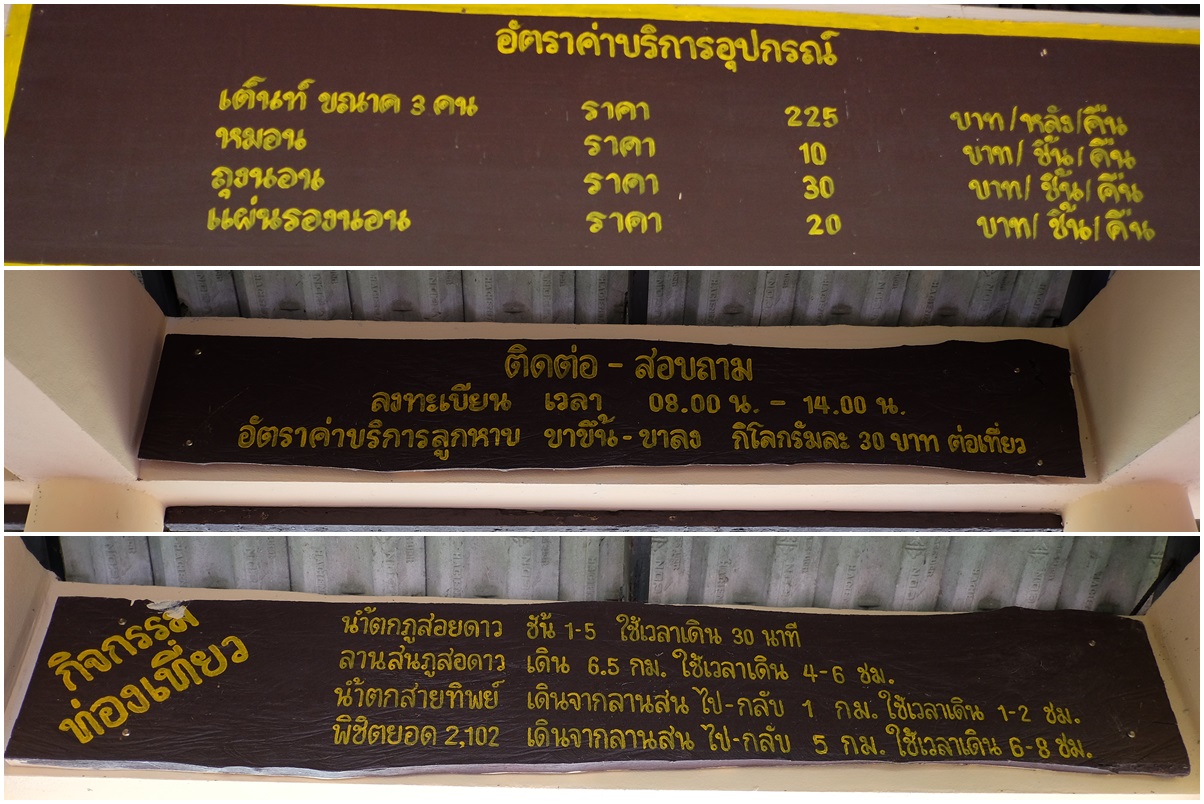 อัตราค่าบริการอุปกรณ์
เต็นท์ ขนาด 3 คน ราคา 225 บาท/หลัง/คืน
หมอน ราคา 10 บาท/ ชิ้น/คืน
ถุงนอน ราคา 30 บาท/ ชิ้น/คืน
แผ่นรองนอน ราคา 20 บาท/ ชิ้น/คืน
ติดต่อ - สอบถาม
ลงทะเบียน เวลา 08.00 น. - 14.00 น.
อัตราค่าบริการลูกหาบ ขาขึ้น - ขาลง กิโลกรัมละ 30 บาท ต่อเที่ยว
กิจกรรม
ท่องเที่ยว
น้ำตกภูสอยดาว ชั้น 1-5 ใช้เวลาเดิน 30 นาที
ลานสนภูสอดาว เดิน 6.5 กม. ใช้เวลาเดิน 4-6 ชม.
น้ำตกสายทิพย์ เดินจากลานสน ไป-กลับ 1 กม. ใช้เวลาเดิน 1-2 ชม.
พิชิตยอด 2,102 เดินจากลานสน ไป-กลับ 5 กม. ใช้เวลาเดิน 6-8 ชม.